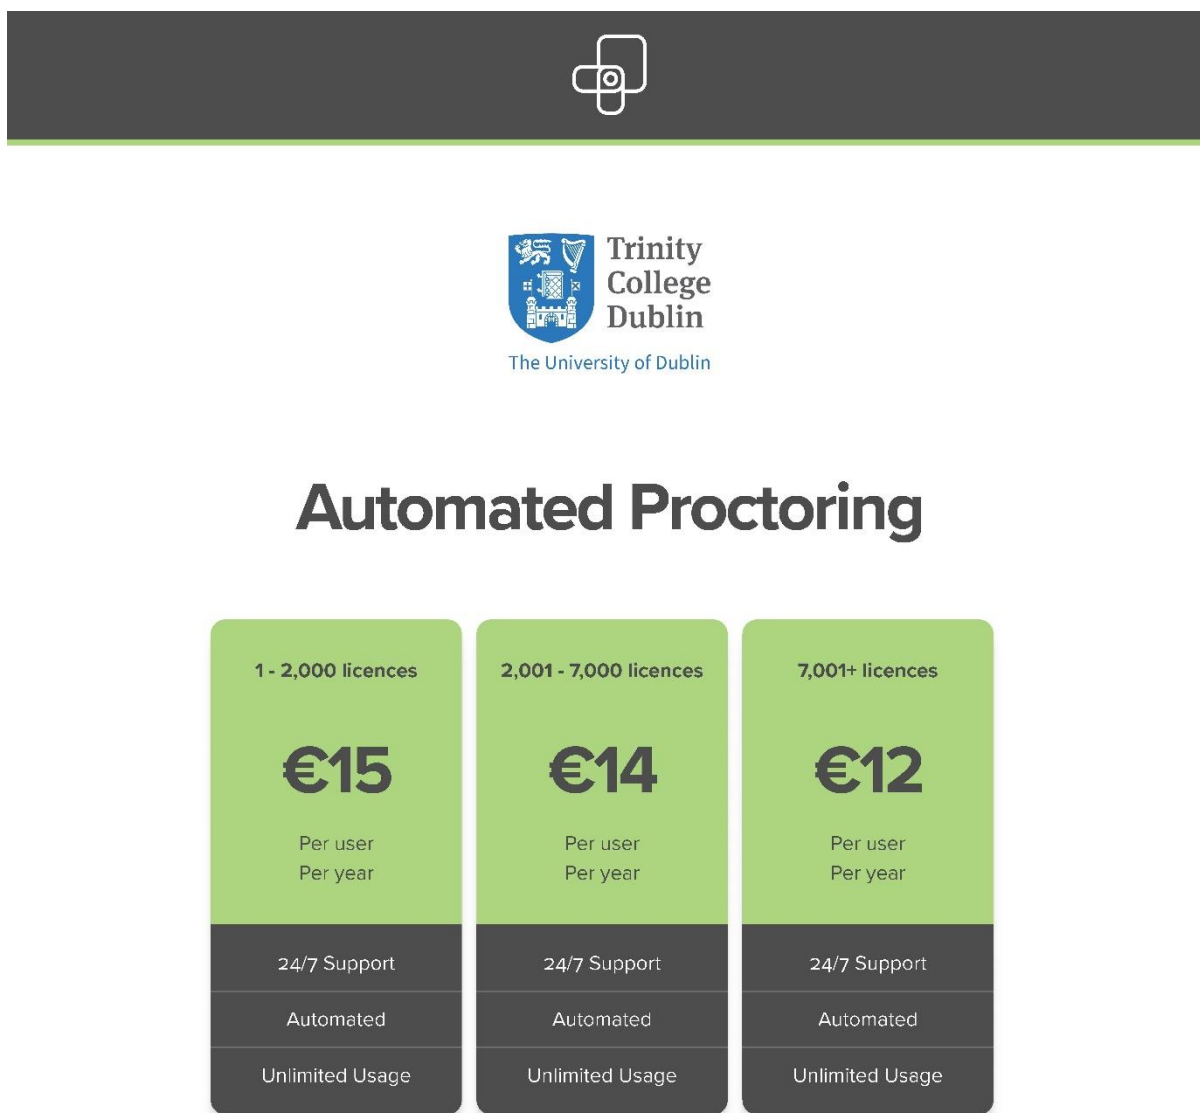 Trinity
College
Dublin
The University of Dublin
Automated Proctoring
1 - 2,000 licences
€15
Per user
Per year
24/7 Support
Automated
Unlimited Usage
2,001 - 7,000 licences
€14
Per user
Per year
24/7 Support
Automated
Unlimited Usage
7,001+ licences
€12
Per user
Per year
24/7 Support
Automated
Unlimited Usage